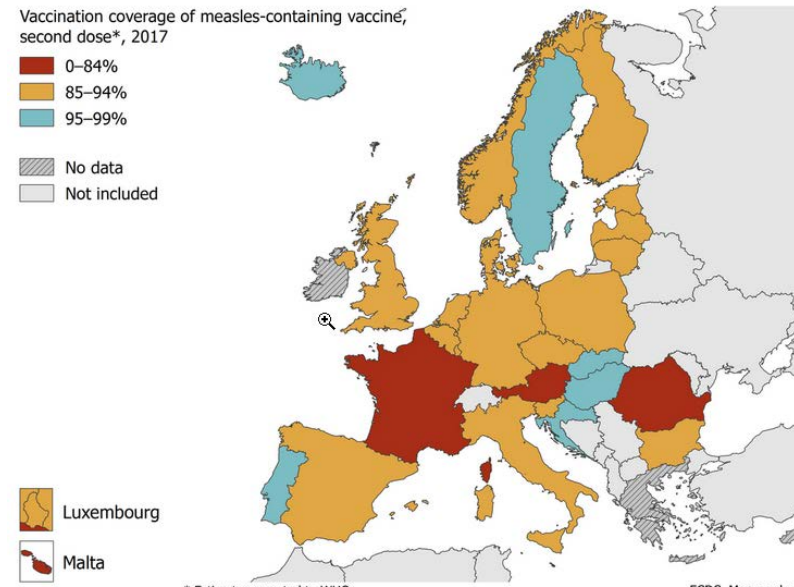 Vaccination coverage of measles-containing vaccine,
second dose*, 2017
0–84%
85–94%
95–99%
No data
Not included
Luxembourg
Malta